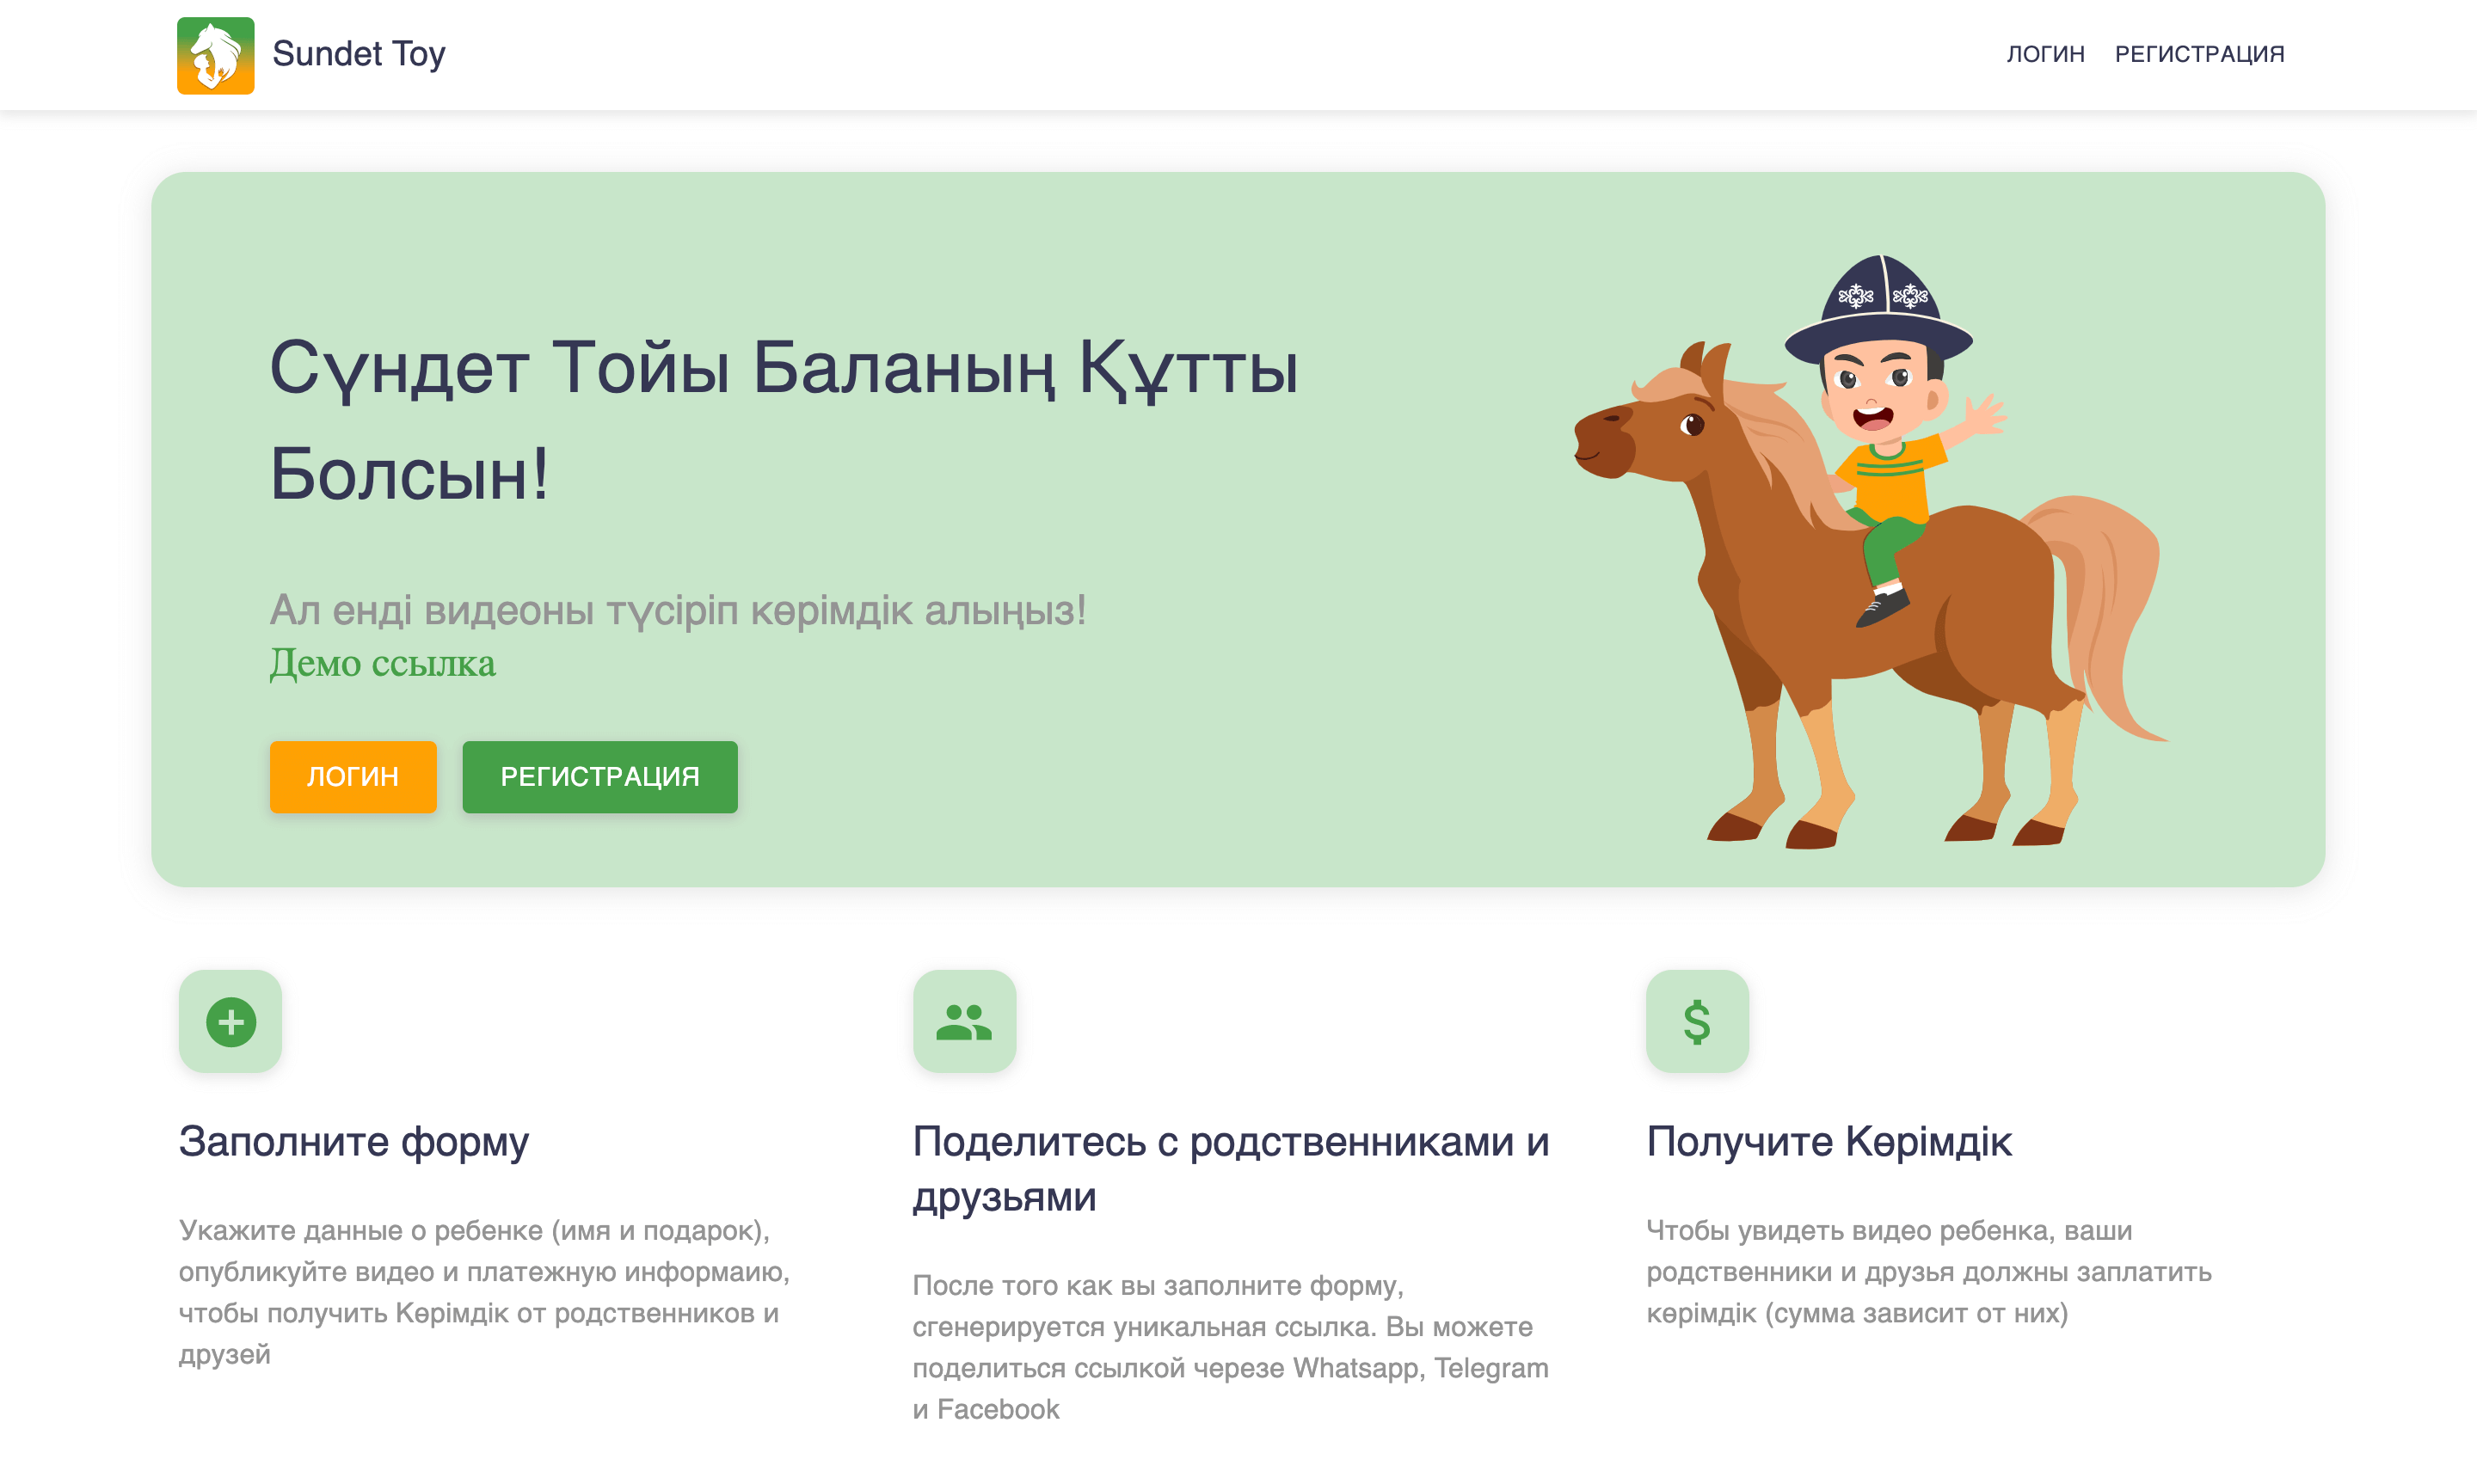 Sundet Toy
ЛОГИН
РЕГИСТРАЦИЯ
Сүндет Тойы Баланың Құтты
Болсын!
Ал енді видеоны түсіріп көрімдік алыңыз!
Демо ссылка
ЛОГИН
РЕГИСТРАЦИЯ
Заполните форму
Укажите данные о ребенке (имя и подарок),
опубликуйте видео и платежную информаию,
чтобы получить Көрімдік от родственников и
друзей
Поделитесь с родственниками и
друзьями
После того как вы заполните форму,
сгенерируется уникальная ссылка. Вы можете
поделиться ссылкой черезе Whatsapp, Telegram
и Facebook
Получите Көрімдік
Чтобы увидеть видео ребенка, ваши
родственники и друзья должны заплатить
көрімдік (сумма зависит от них)